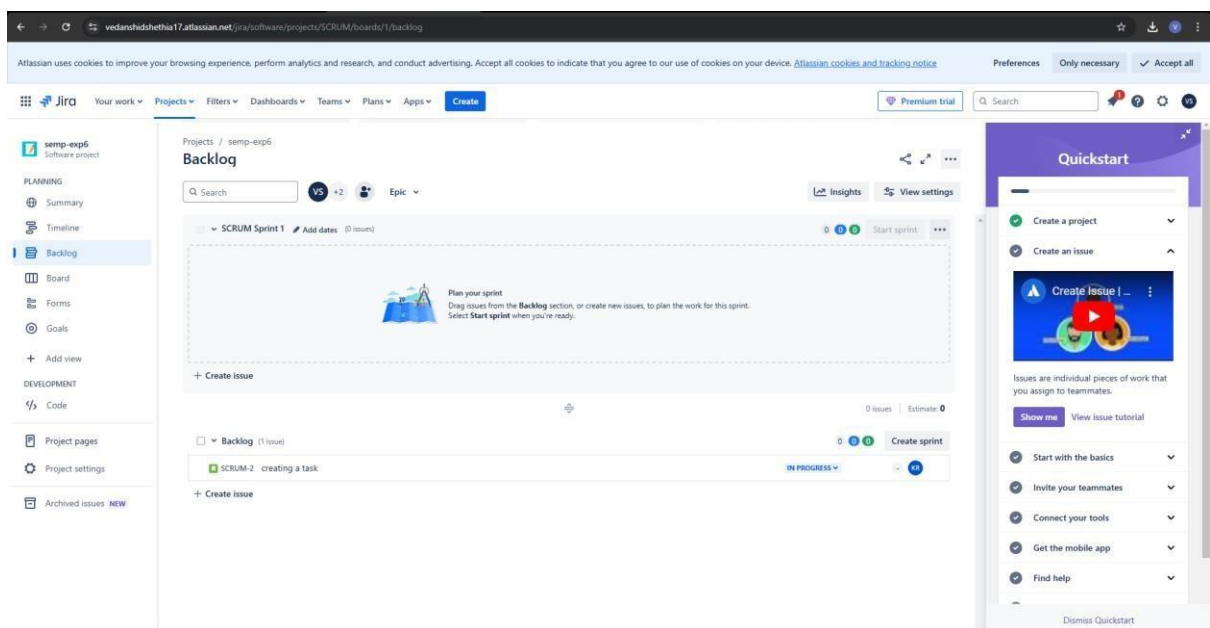 vedanshidshethia17.atlassian.net/jira/software/projects/SCRUM/boards/1/backlog
V
Atlassian uses cookies to improve your browsing experience, perform analytics and research, and conduct advertising. Accept all cookies to indicate that you agree to our use of cookies on your device. Atlassian cookies and tracking notice
Preferences Only necessary Accept all
Jira Your work Projects Filters Dashboards Teams Plans Apps Create Premium trial Search 1 VS
semp-exp6
Software project
PLANNING
Summary
Timeline
Backlog
Board
Forms
Goals
Add view
DEVELOPMENT
Code
Project pages
Project settings
Archived issues NEW
Projects / semp-exp6
Backlog
Search VS +2 Epic Insights View settings
SCRUM Sprint 1 Add dates (0 issues) 0 0 0 Start sprint
Plan your sprint
Drag issues from the Backlog section, or create new issues, to plan the work for this sprint.
Select Start sprint when you're ready.
+ Create issue
0 issues Estimate: 0
Backlog (1 issue) 0 0 0 Create sprint
SCRUM-2 creating a task IN PROGRESS - KR
+ Create issue
Quickstart
Create a project
Create an issue
Create Issue | ...
Issues are individual pieces of work that
you assign to teammates.
Show me View issue tutorial
Start with the basics
Invite your teammates
Connect your tools
Get the mobile app
Find help
Dismiss Quickstart